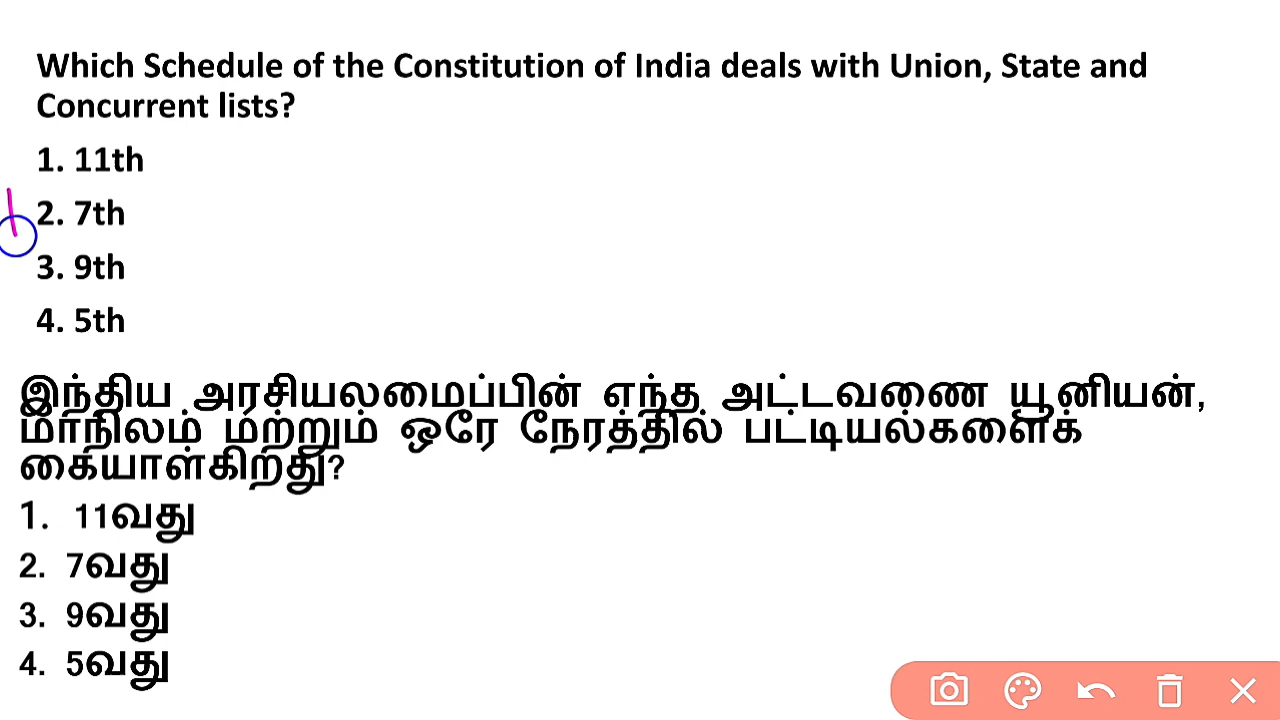 Which Schedule of the Constitution of India deals with Union, State and
Concurrent lists?
1. 11th
2. 7th
3. 9th
4. 5th
இந்திய அரசியலமைப்பின் எந்த அட்டவணை யூனியன்,
மாநிலம் மற்றும் ஒரே நேரத்தில் பட்டியல்களைக்
கையாள்கிறது?
1. 11வது
2. 7வது
3. 9வது
4. 5வது